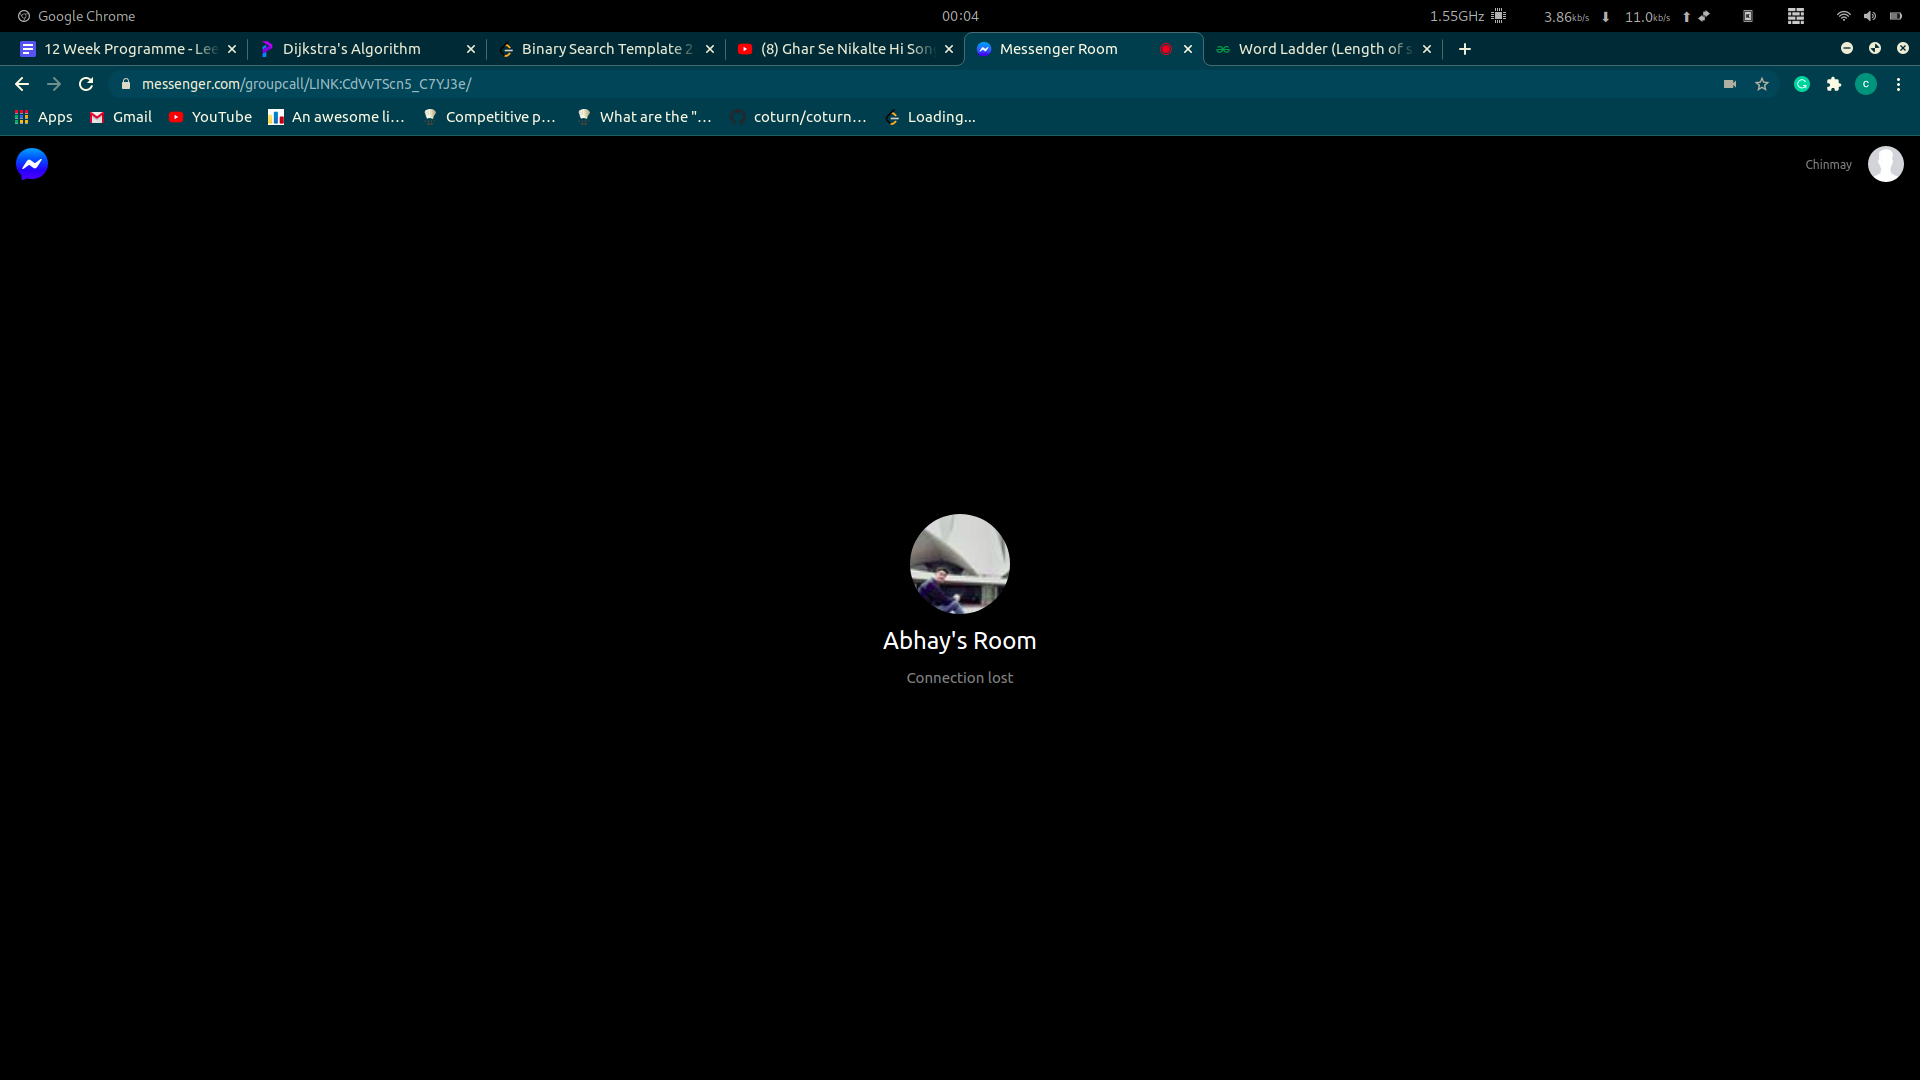 Google Chrome 00:04 1.55GHz 3.86kb/s 11.0kb/s
12 Week Programme - Lee Dijkstra's Algorithm Binary Search Template 2 (8) Ghar Se Nikalte Hi Son Messenger Room Word Ladder (Length of s
messenger.com/groupcall/LINK:CdVvTScn5_C7YJ3e/ c
Apps Gmail YouTube An awesome li... Competitive p... What are the "... coturn/coturn... Loading...
Chinmay
Abhay's Room
Connection lost